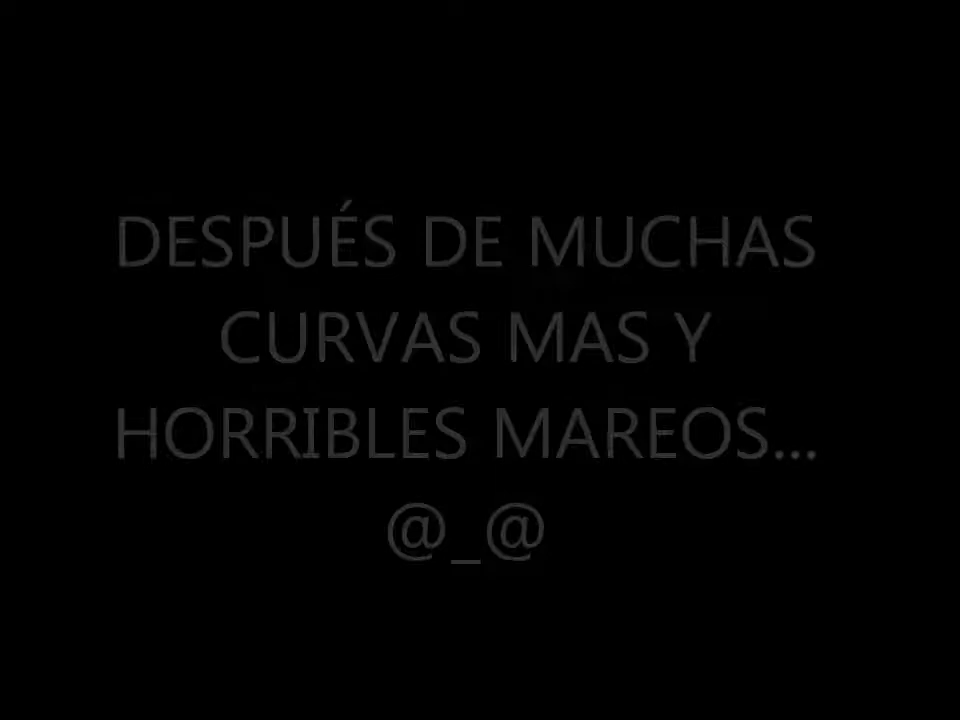 DESPUÉS DE MUCHAS
CURVAS MAS Y
HORRIBLES MAREOS...
@_@